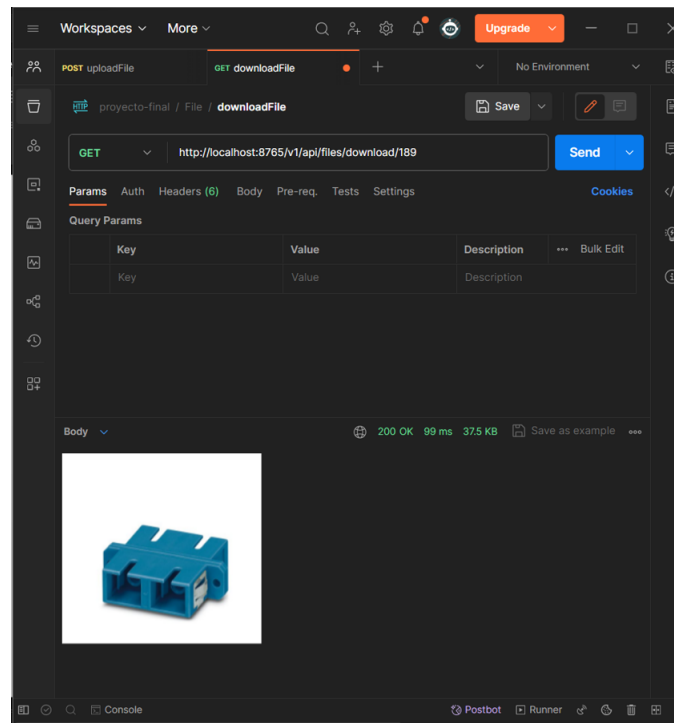 Workspaces More Upgrade
POST uploadFile GET downloadFile No Environment
HTTP proyecto-final / File / downloadFile Save
GET http://localhost:8765/v1/api/files/download/189 Send
Params Auth Headers (6) Body Pre-req. Tests Settings Cookies
Query Params
Key Value Description Bulk Edit
Key Value Description
Body 200 OK 99 ms 37.5 KB Save as example
Console Postbot Runner